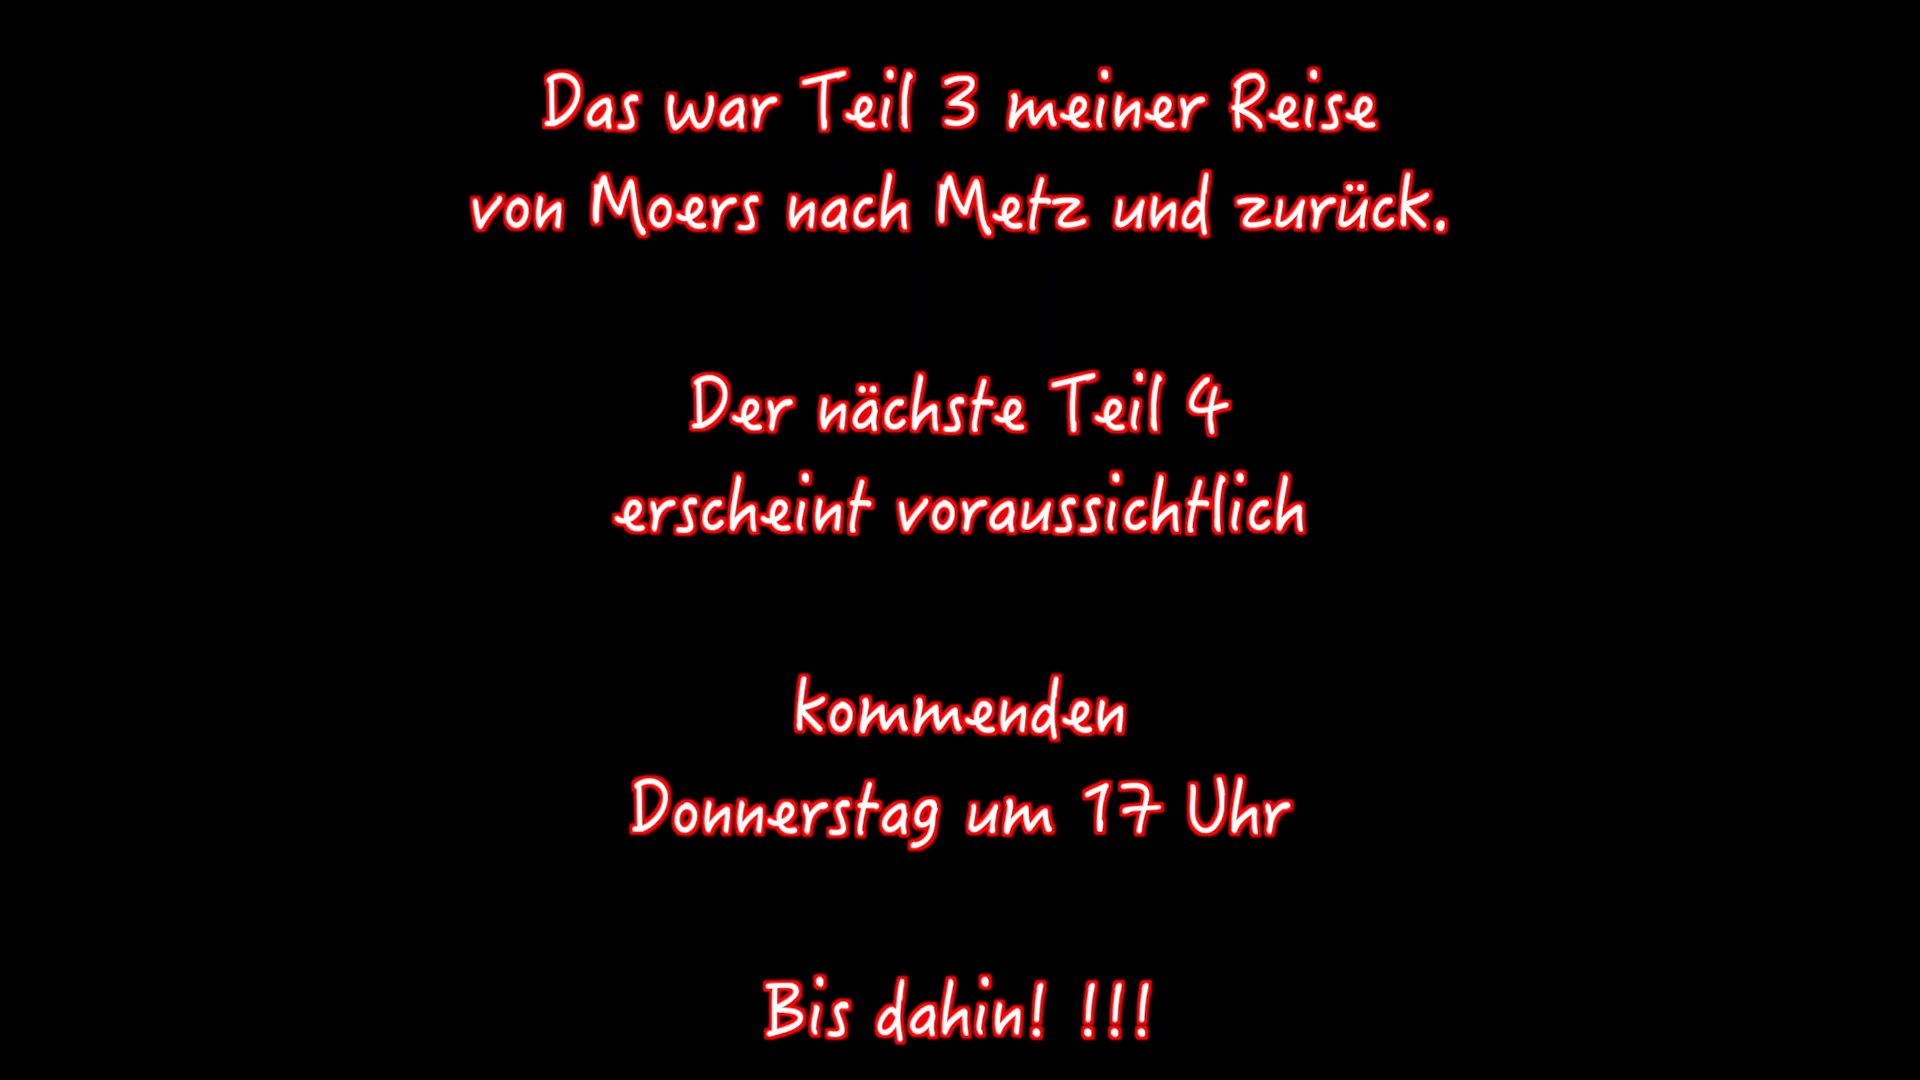 Das war Teil 3 meiner Reise
von Moers nach Metz und zurück.
Der nächste Teil 4
erscheint voraussichtlich
kommenden
Donnerstag um 17 Uhr
Bis dahin! !!!